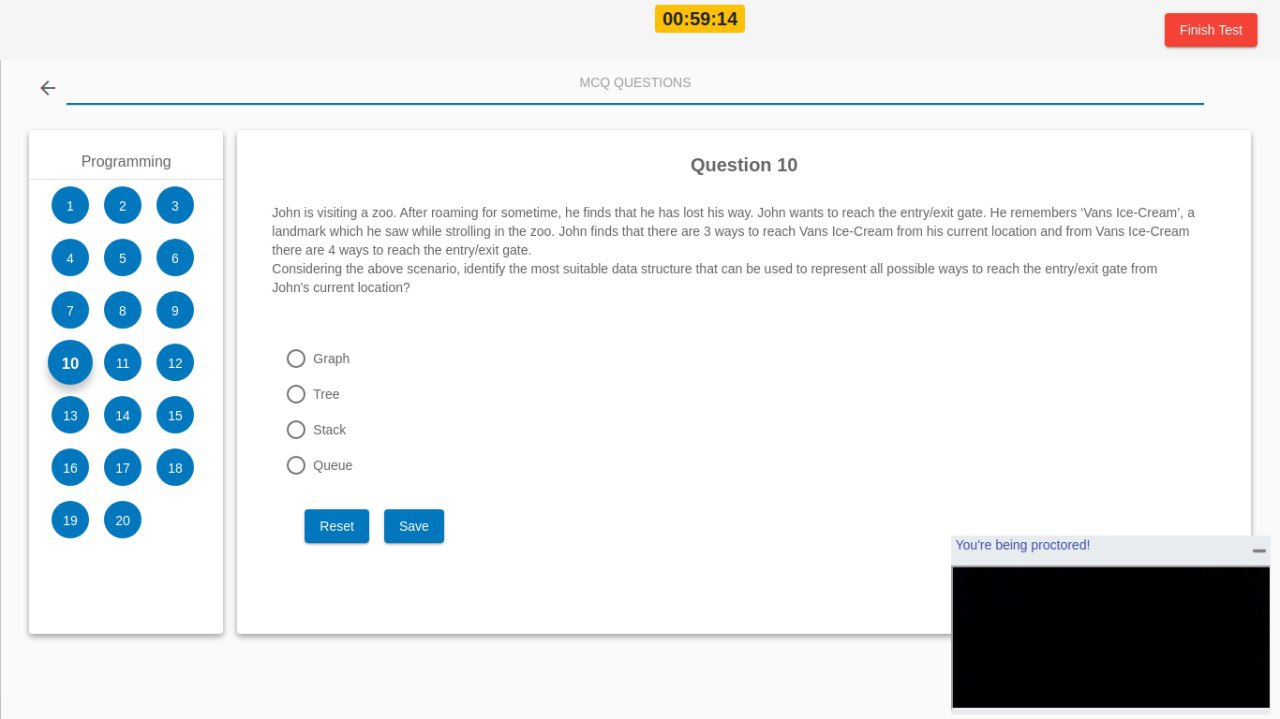 00:59:14
Finish Test
MCQ QUESTIONS
Programming
1 2 3
4 5 6
7 8 9
10 11 12
13 14 15
16 17 18
19 20
Question 10
John is visiting a zoo. After roaming for sometime, he finds that he has lost his way. John wants to reach the entry/exit gate. He remembers ‘Vans Ice-Cream’, a
landmark which he saw while strolling in the zoo. John finds that there are 3 ways to reach Vans Ice-Cream from his current location and from Vans Ice-Cream
there are 4 ways to reach the entry/exit gate.
Considering the above scenario, identify the most suitable data structure that can be used to represent all possible ways to reach the entry/exit gate from
John's current location?
Graph
Tree
Stack
Queue
Reset Save
You're being proctored!